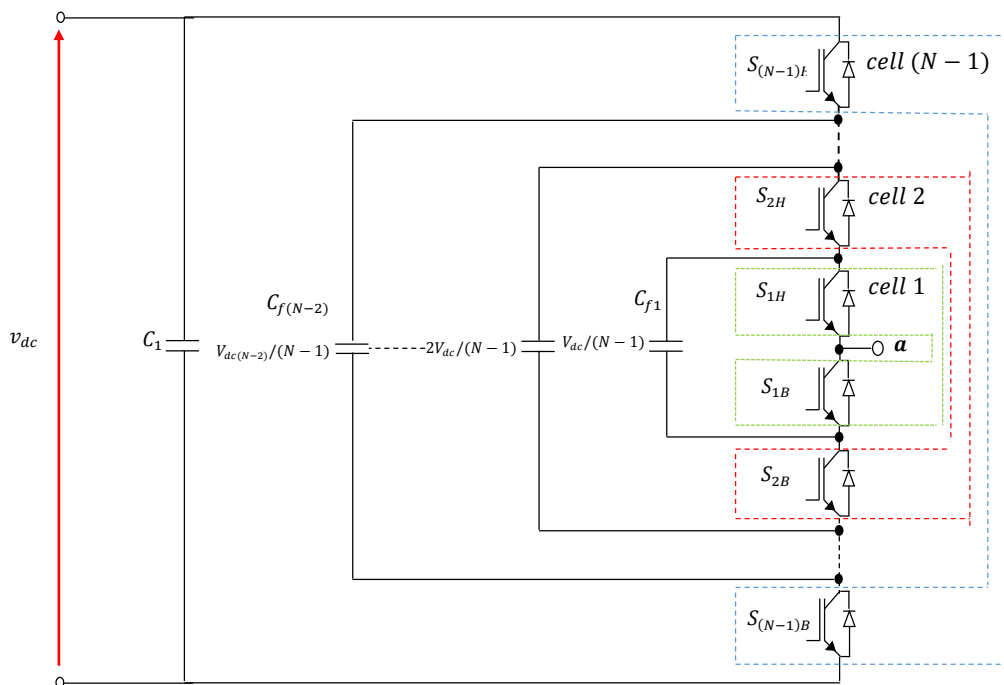 S(N−1)H
cell (N − 1)
S2H
cell 2
Cf(N−2)
Cf1
S1H
cell 1
vdc
C1
Vdc(N−2)/(N − 1)
2Vdc/(N − 1)
Vdc/(N − 1)
a
S1B
S2B
S(N−1)B